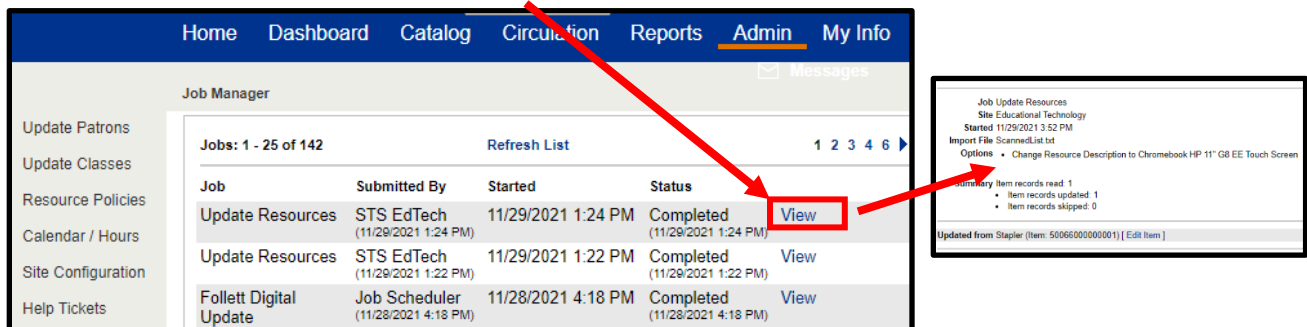 Home Dashboard Catalog Circulation Reports Admin My Info
Messages
Job Manager
Update Patrons
Update Classes
Resource Policies
Calendar / Hours
Site Configuration
Help Tickets
Jobs: 1 - 25 of 142 Refresh List 1 2 3 4 6
Job Submitted By Started Status
Update Resources STS EdTech 11/29/2021 1:24 PM Completed View
(11/29/2021 1:24 PM) (11/29/2021 1:24 PM)
Update Resources STS EdTech 11/29/2021 1:22 PM Completed View
(11/29/2021 1:22 PM) (11/29/2021 1:22 PM)
Follett Digital Job Scheduler 11/28/2021 4:18 PM Completed View
Update (11/28/2021 4:18 PM) (11/28/2021 4:18 PM)
Job Update Resources
Site Educational Technology
Started 11/29/2021 3:52 PM
Import File ScannedList.txt
Options • Change Resource Description to Chromebook HP 11" G8 EE Touch Screen
Summary Item records read: 1
• Item records updated: 1
• Item records skipped: 0
Updated from Stapler (Item: 50066000000001) [ Edit Item ]